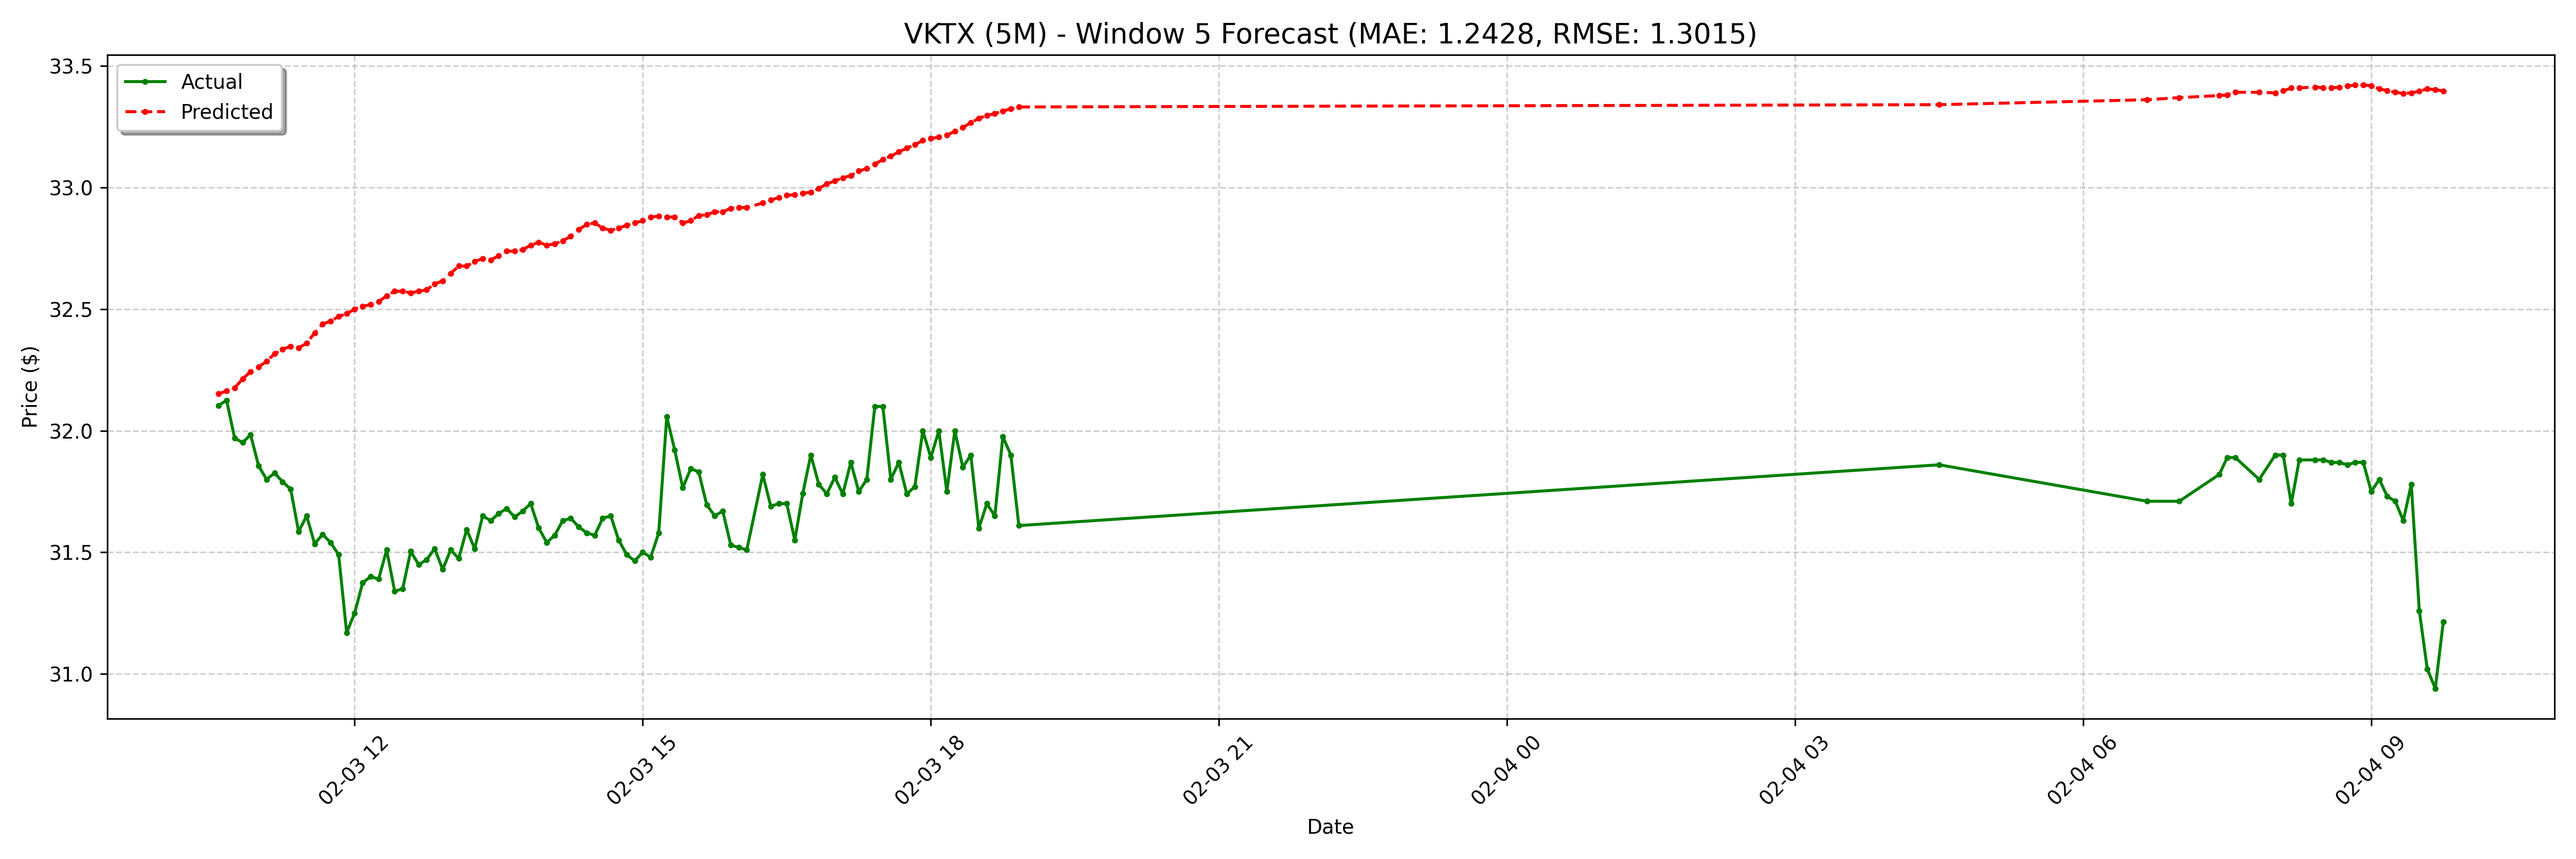 VKTX (5M) - Window 5 Forecast (MAE: 1.2428, RMSE: 1.3015)
Actual
Predicted
Price ($)
33.5
33.0
32.5
32.0
31.5
31.0
02-03 12
02-03 15
02-03 18
02-03 21
02-04 00
02-04 03
02-04 06
02-04 09
Date